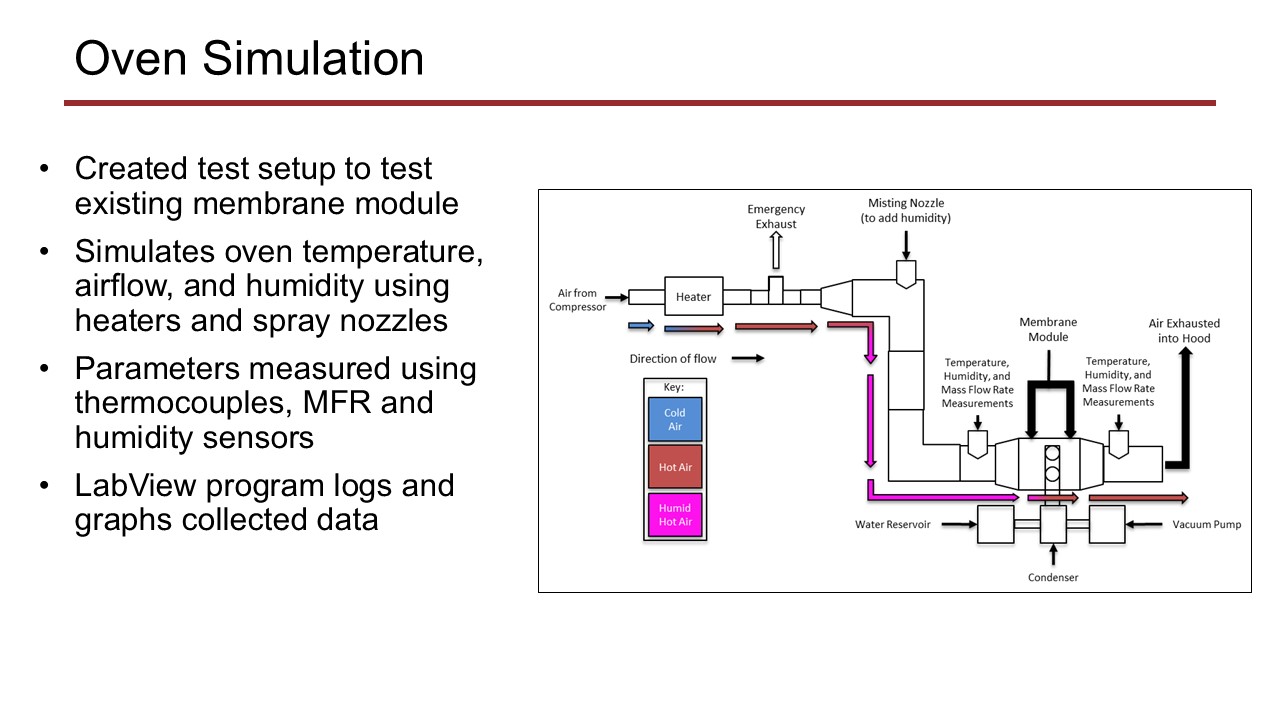 Oven Simulation
• Created test setup to test
existing membrane module
• Simulates oven temperature,
airflow, and humidity using
heaters and spray nozzles
• Parameters measured using
thermocouples, MFR and
humidity sensors
• LabView program logs and
graphs collected data
Emergency
Exhaust
Misting Nozzle
(to add humidity)
Air from
Compressor
Heater
Direction of flow
Key:
Cold
Air
Hot Air
Humid
Hot Air
Membrane
Module
Air Exhausted
into Hood
Temperature,
Humidity, and
Mass Flow Rate
Measurements
Temperature,
Humidity, and
Mass Flow Rate
Measurements
Water Reservoir
Vacuum Pump
Condenser